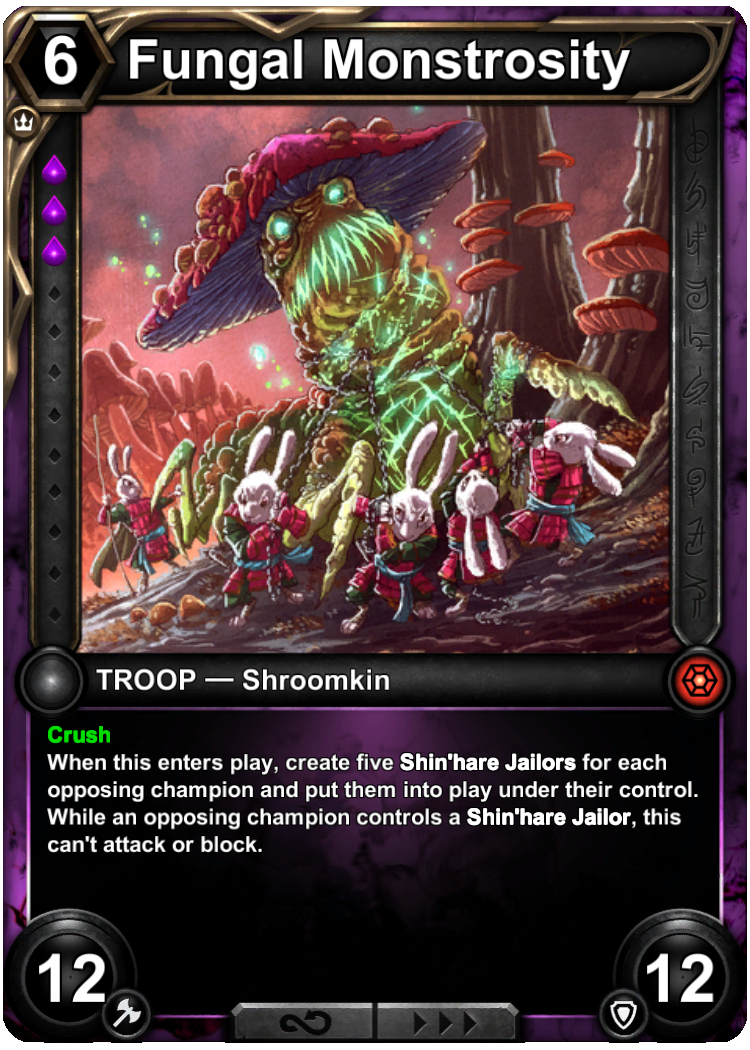 6 Fungal Monstrosity
TROOP — Shroomkin
Crush
When this enters play, create five Shin'hare Jailors for each
opposing champion and put them into play under their control.
While an opposing champion controls a Shin'hare Jailor, this
can't attack or block.
12 12